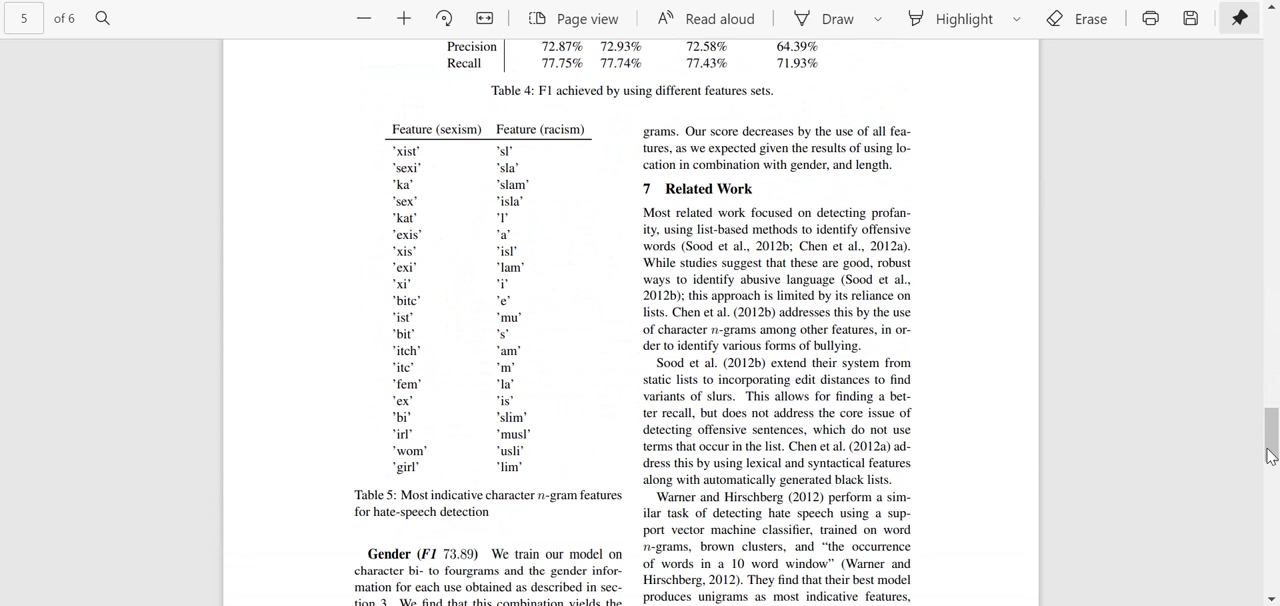 5 of 6 Page view Read aloud Draw Highlight Erase
Precision 72.87% 72.93% 72.58% 64.39%
Recall 77.75% 77.74% 77.43% 71.93%
Table 4: F1 achieved by using different features sets.
Feature (sexism) Feature (racism)
’xist’ ’sl’
’sexi’ ’sla’
’ka’ ’slam’
’sex’ ’isla’
’kat’ ’l’
’exis’ ’a’
’xis’ ’isl’
’exi’ ’lam’
’xi’ ’i’
’bitc’ ’e’
’ist’ ’mu’
’bit’ ’s’
’itch’ ’am’
’itc’ ’m’
’fem’ ’la’
’ex’ ’is’
’bi’ ’slim’
’irl’ ’musl’
’wom’ ’usli’
’girl’ ’lim’
Table 5: Most indicative character n-gram features
for hate-speech detection
Gender (F1 73.89) We train our model on
character bi- to fourgrams and the gender infor-
mation for each use obtained as described in sec-
tion 3. We find that this combination yields the
grams. Our score decreases by the use of all fea-
tures, as we expected given the results of using lo-
cation in combination with gender, and length.
7 Related Work
Most related work focused on detecting profan-
ity, using list-based methods to identify offensive
words (Sood et al., 2012b; Chen et al., 2012a).
While studies suggest that these are good, robust
ways to identify abusive language (Sood et al.,
2012b); this approach is limited by its reliance on
lists. Chen et al. (2012b) addresses this by the use
of character n-grams among other features, in or-
der to identify various forms of bullying.
Sood et al. (2012b) extend their system from
static lists to incorporating edit distances to find
variants of slurs. This allows for finding a bet-
ter recall, but does not address the core issue of
detecting offensive sentences, which do not use
terms that occur in the list. Chen et al. (2012a) ad-
dress this by using lexical and syntactical features
along with automatically generated black lists.
Warner and Hirschberg (2012) perform a sim-
ilar task of detecting hate speech using a sup-
port vector machine classifier, trained on word
n-grams, brown clusters, and “the occurrence
of words in a 10 word window” (Warner and
Hirschberg, 2012). They find that their best model
produces unigrams as most indicative features,